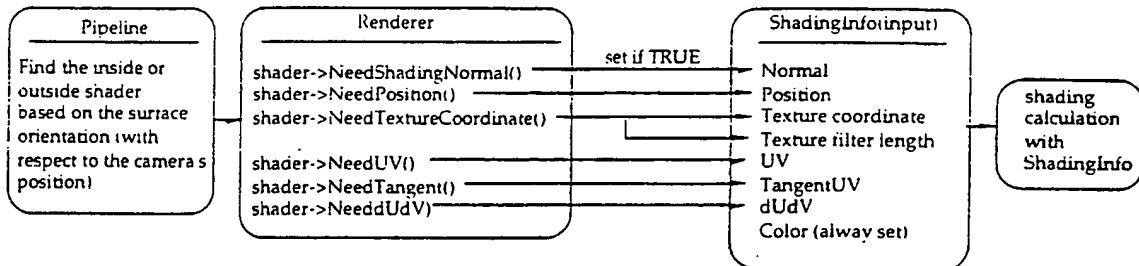 Pipeline
Find the inside or
outside shader
based on the surrace
orientation (with
respect to the camera s
position)
Renderer
shader->NeedShadingNormal()
shader->NeedPosition()
shader->NeedTextureCoordinate()
shader->NeedUV()
shader->NeedTangent()
shader->NeeddUdV)
set if TRUE
ShadingInfo(input)
Normal
Position
Texture coordinate
Texture filter length
UV
TangentUV
dUdV
Color (alway set)
shading
calculation
with
ShadingInfo